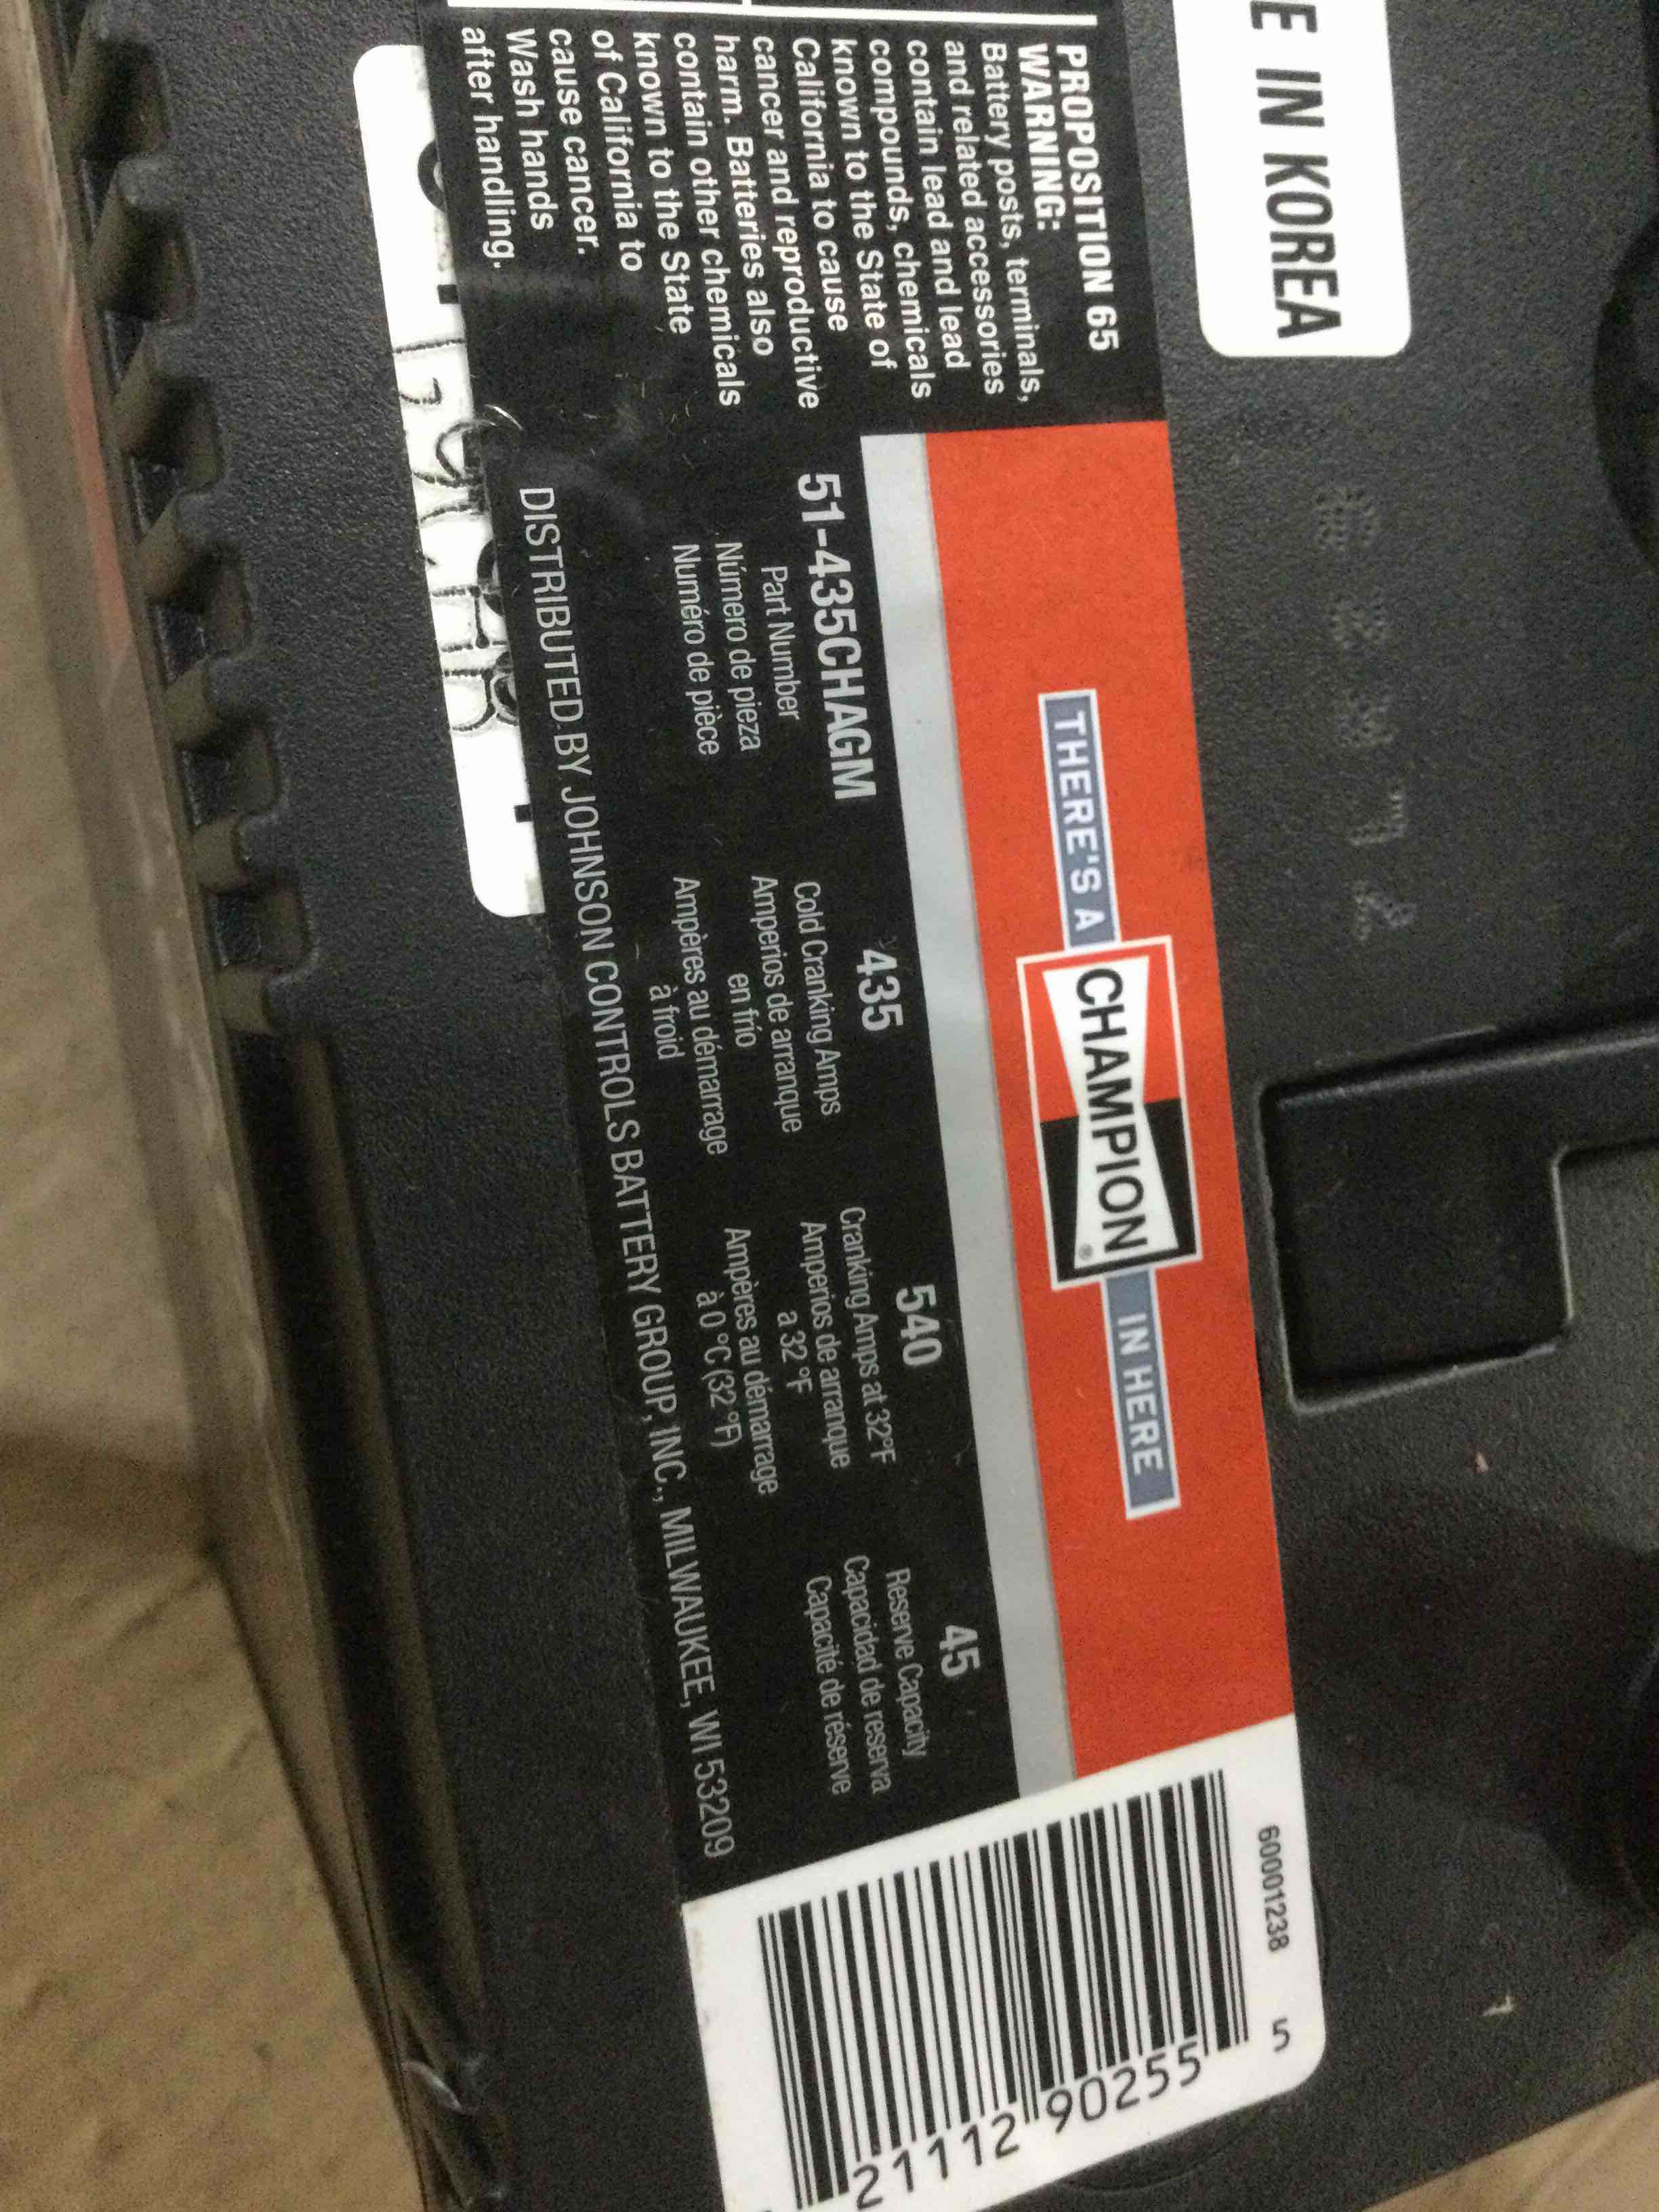 E IN KOREA
PROPOSITION 65
WARNING:
Battery posts, terminals,
and related accessories
contain lead and lead
compounds, chemicals
known to the State of
California to cause
cancer and reproductive
harm. Batteries also
contain other chemicals
known to the State
of California to
cause cancer.
Wash hands
after handling.
THERE'S A CHAMPION® IN HERE
51-435CHAGM
Part Number
Número de pieza
Numéro de pièce
435
Cold Cranking Amps
Amperios de arranque
en frío
Ampères au démarrage
à froid
540
Cranking Amps at 32°F
Amperios de arranque
a 32 °F
Ampères au démarrage
à 0 °C (32 °F)
45
Reserve Capacity
Capacidad de reserva
Capacité de réserve
DISTRIBUTED BY JOHNSON CONTROLS BATTERY GROUP, INC., MILWAUKEE, WI 53209
60001238 5
21112 90255